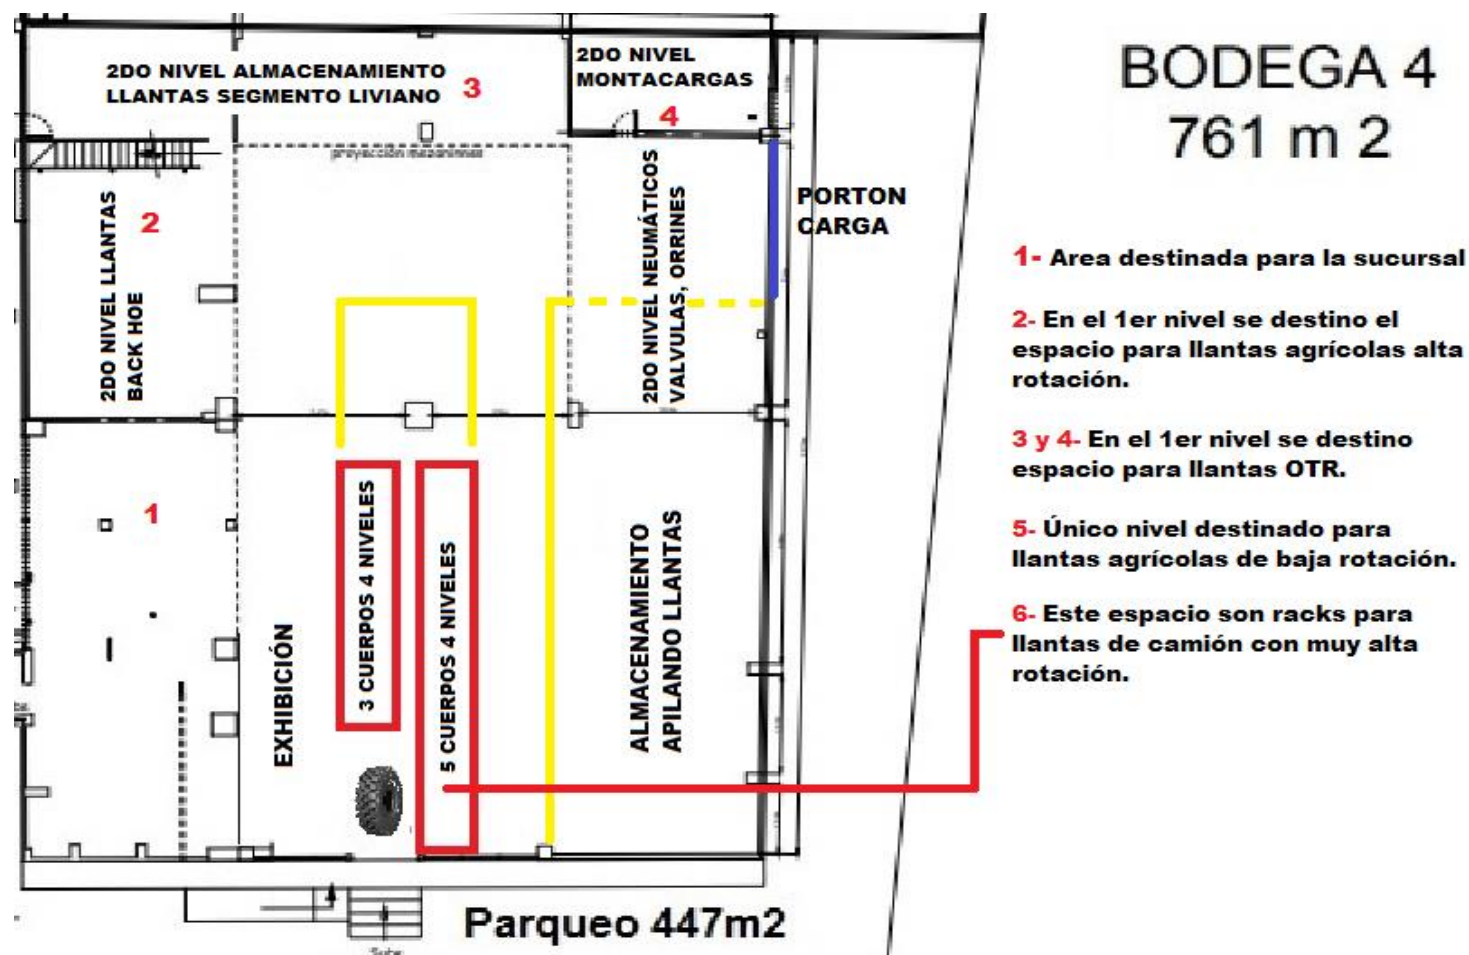 BODEGA 4
761 m 2
2DO NIVEL ALMACENAMIENTO
LLANTAS SEGMENTO LIVIANO
3
2DO NIVEL
MONTACARGAS
4
proyección mezaninnes
2
2DO NIVEL LLANTAS
BACK HOE
2DO NIVEL NEUMÁTICOS
VALVULAS, ORRINES
PORTON
CARGA
1
EXHIBICIÓN
3 CUERPOS 4 NIVELES
5 CUERPOS 4 NIVELES
ALMACENAMIENTO
APILANDO LLANTAS
1- Area destinada para la sucursal
2- En el 1er nivel se destino el
espacio para llantas agrícolas alta
rotación.
3 y 4- En el 1er nivel se destino
espacio para llantas OTR.
5- Único nivel destinado para
llantas agrícolas de baja rotación.
6- Este espacio son racks para
llantas de camión con muy alta
rotación.
Parqueo 447m2
Sube